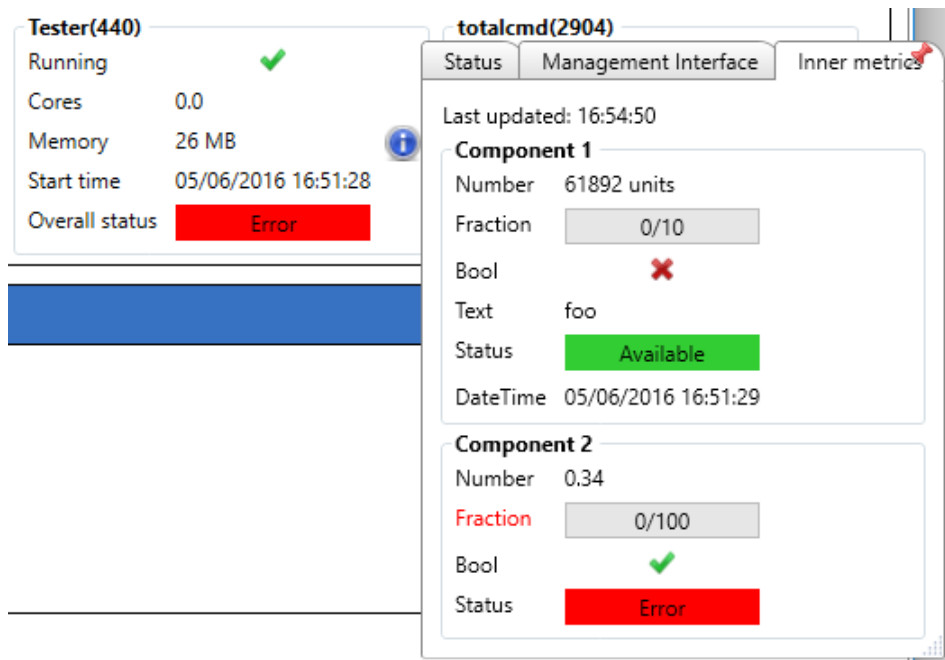 Tester(440)
Running
Cores 0.0
Memory 26 MB
Start time 05/06/2016 16:51:28
Overall status Error
totalcmd(2904)
Status Management Interface Inner metrics
Last updated: 16:54:50
Component 1
Number 61892 units
Fraction 0/10
Bool
Text foo
Status Available
DateTime 05/06/2016 16:51:29
Component 2
Number 0.34
Fraction 0/100
Bool
Status Error